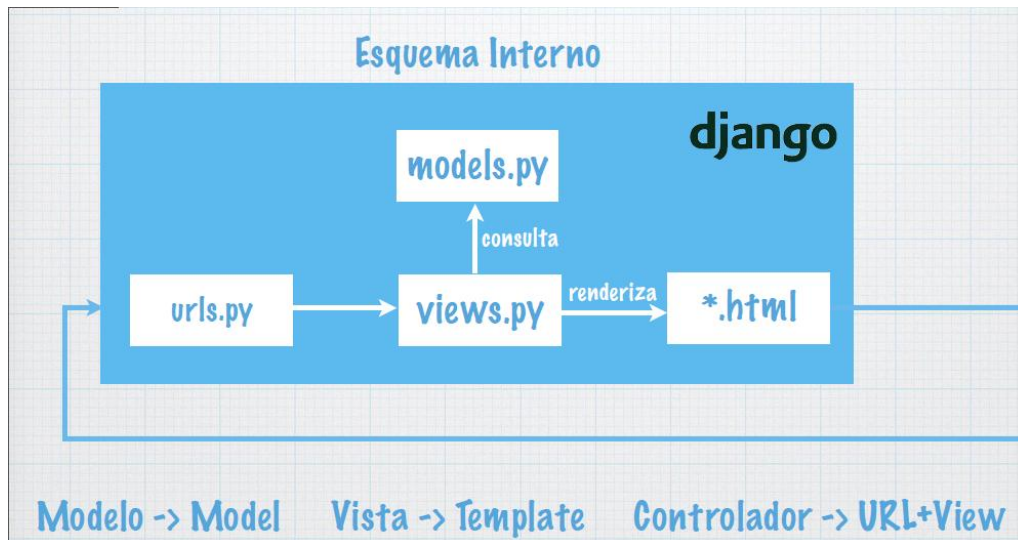 Esquema Interno
django
models.py
consulta
urls.py
views.py
renderiza
*.html
Modelo -> Model
Vista -> Template
Controlador -> URL+View